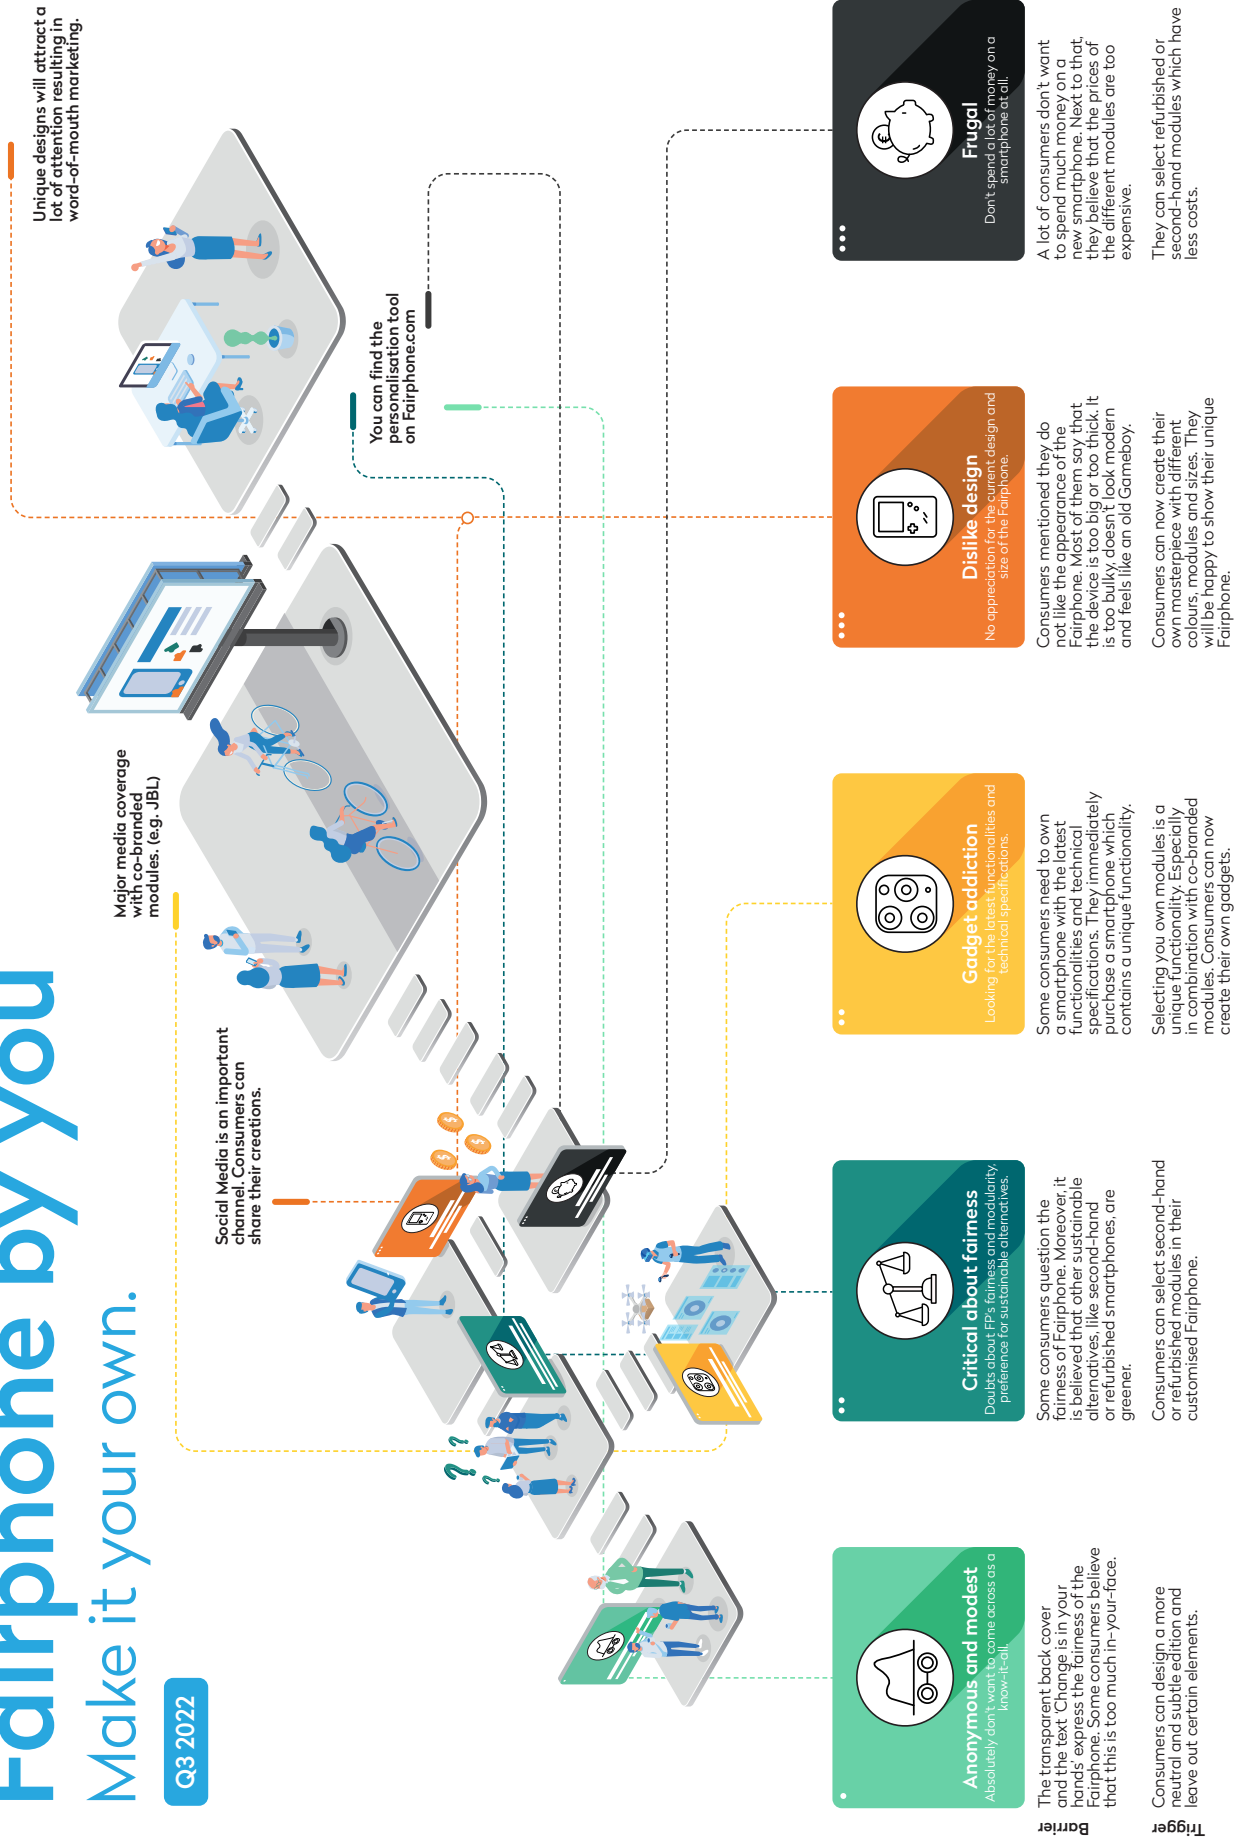 Fairphone by you
Make it your own.
Q3 2022
Social Media is an important
channel. Consumers can
share their creations.
Major media coverage
with co-branded
modules. (e.g. JBL)
You can find the
personalisation tool
on Fairphone.com
Unique designs will attract a
lot of attention resulting in
word-of-mouth marketing.
Anonymous and modest
Absolutely don't want to come across as a
know-it-all.
Critical about fairness
Doubts about FP's fairness and modularity,
preference for sustainable alternatives.
Gadget addiction
Looking for the latest functionalities and
technical specifications.
Dislike design
No appreciation for the current design and
size of the Fairphone.
Frugal
Don't spend a lot of money on a
smartphone at all.
Barrier
The transparent back cover
and the text 'Change is in your
hands' express the fairness of the
Fairphone. Some consumers believe
that this is too much in-your-face.
Some consumers question the
fairness of Fairphone. Moreover, it
is believed that other sustainable
alternatives, like second-hand
or refurbished smartphones, are
greener.
Some consumers need to own
a smartphone with the latest
functionalities and technical
specifications. They immediately
purchase a smartphone which
contains a unique functionality.
Consumers mentioned they do
not like the appearance of the
Fairphone. Most of them say that
the device is too big or too thick. It
is too bulky, doesn't look modern
and feels like an old Gameboy.
A lot of consumers don't want
to spend much money on a
new smartphone. Next to that,
they believe that the prices of
the different modules are too
expensive.
Trigger
Consumers can design a more
neutral and subtle edition and
leave out certain elements.
Consumers can select second-hand
or refurbished modules in their
customised Fairphone.
Selecting you own modules is a
unique functionality. Especially
in combination with co-branded
modules. Consumers can now
create their own gadgets.
Consumers can now create their
own masterpiece with different
colours, modules and sizes. They
will be happy to show their unique
Fairphone.
They can select refurbished or
second-hand modules which have
less costs.